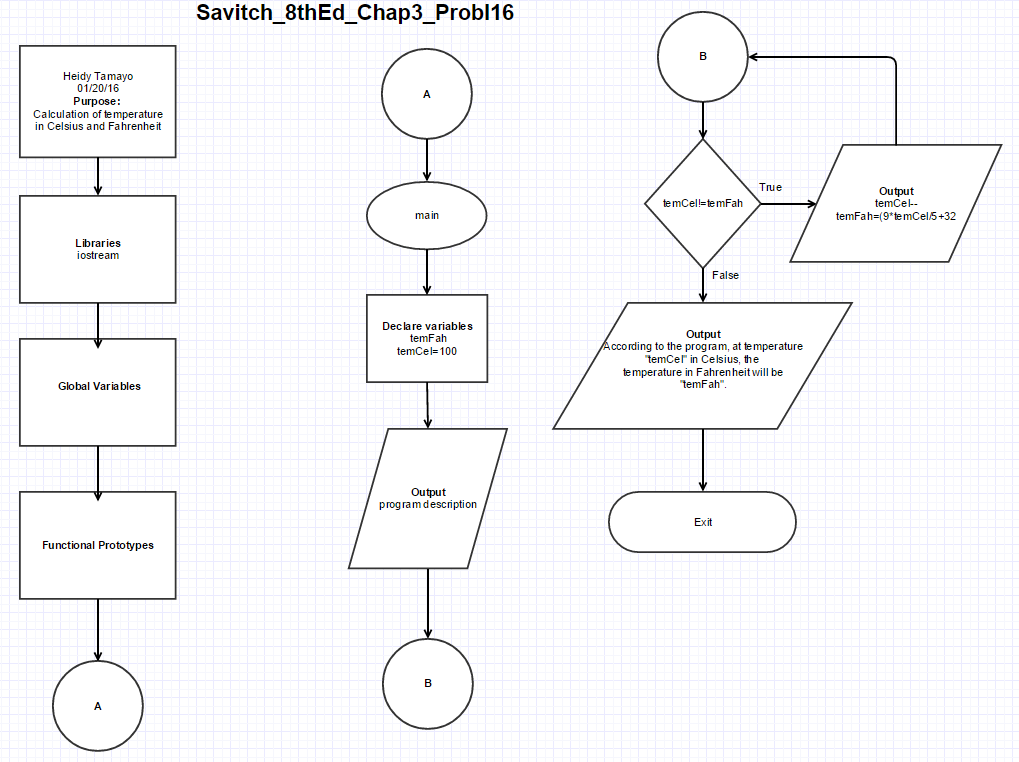 Savitch_8thEd_Chap3_Probl16
Heidy Tamayo
01/20/16
Purpose:
Calculation of temperature
in Celsius and Fahrenheit
Libraries
iostream
Global Variables
Functional Prototypes
A
A
main
Declare variables
temFah
temCel=100
Output
program description
B
B
temCel!=temFah
True
Output
temCel--
temFah=(9*temCel/5+32
False
Output
According to the program, at temperature
"temCel" in Celsius, the
temperature in Fahrenheit will be
"temFah".
Exit